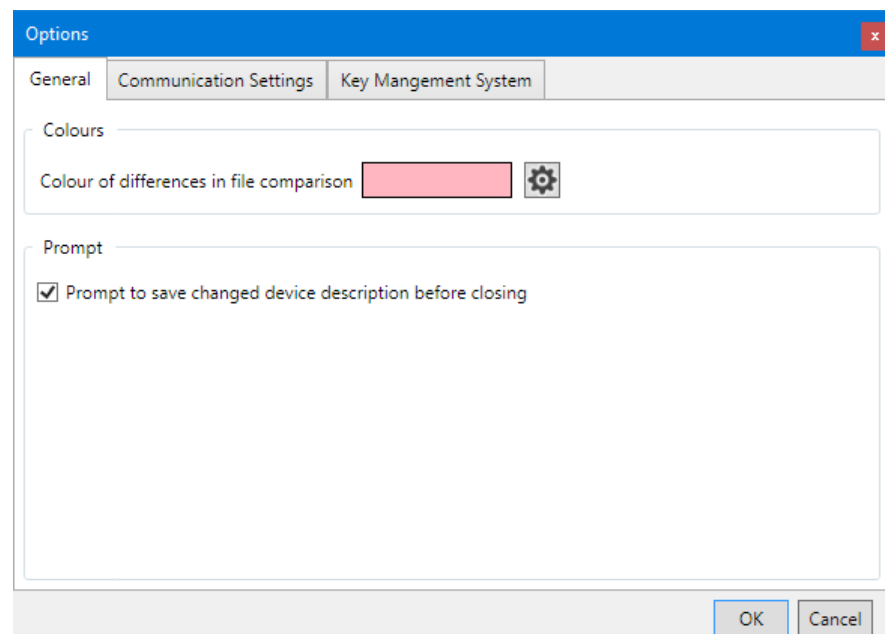 Options
x
General Communication Settings Key Mangement System
Colours
Colour of differences in file comparison
Prompt
Prompt to save changed device description before closing
OK Cancel